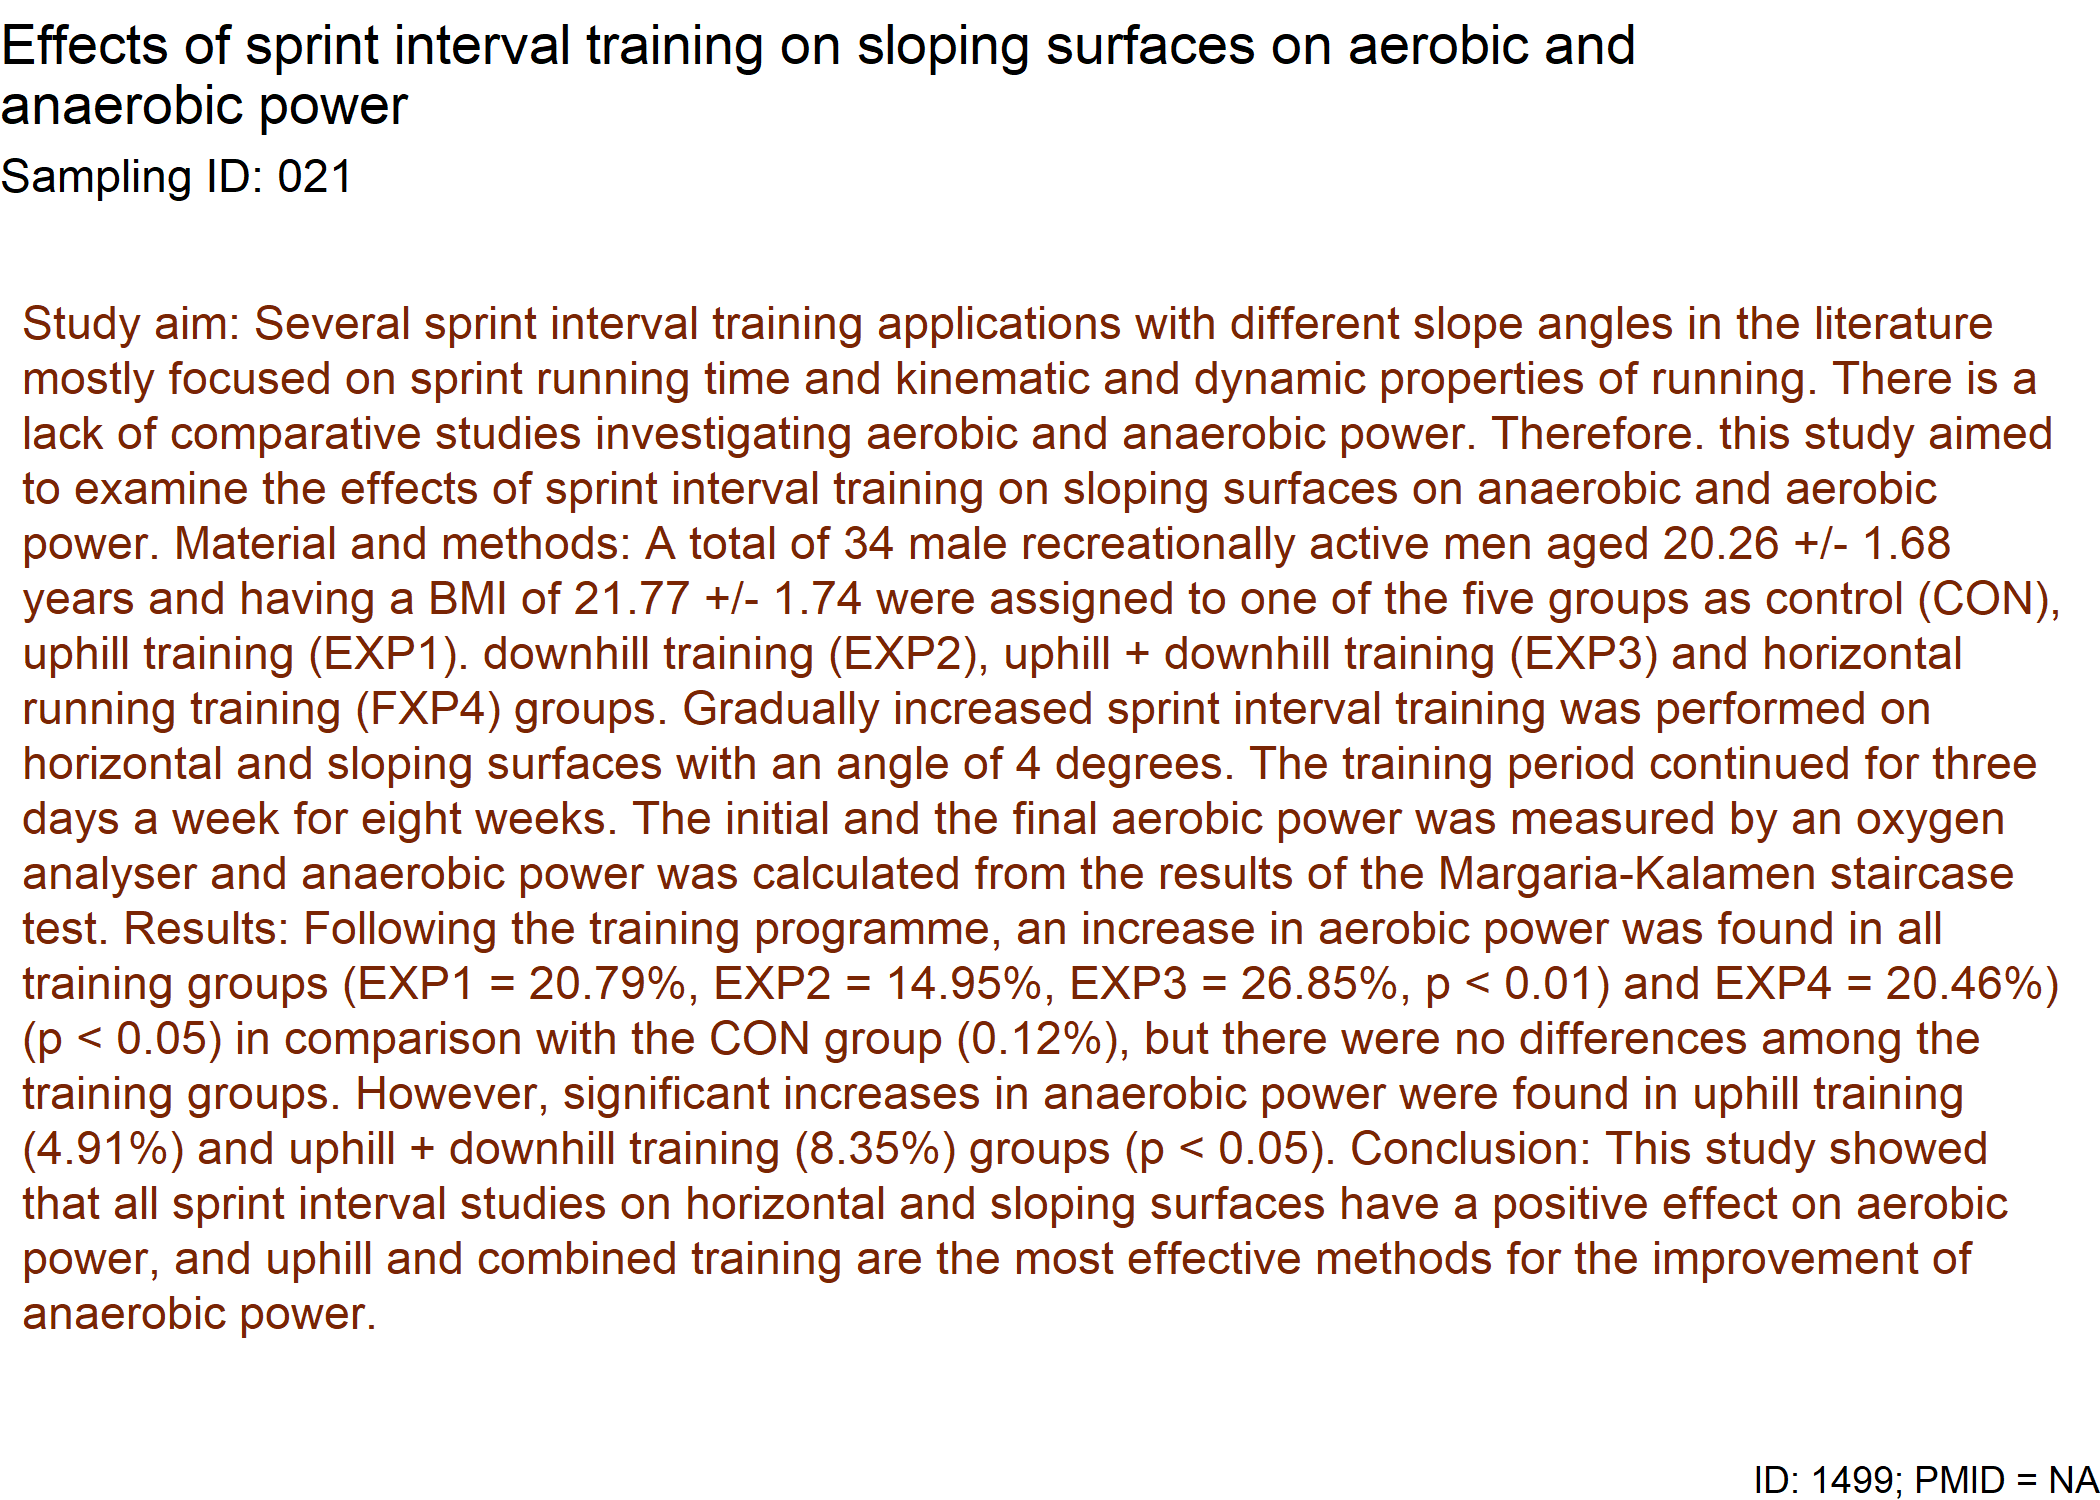 Effects of sprint interval training on sloping surfaces on aerobic and
anaerobic power
Sampling ID: 021
Study aim: Several sprint interval training applications with different slope angles in the literature
mostly focused on sprint running time and kinematic and dynamic properties of running. There is a
lack of comparative studies investigating aerobic and anaerobic power. Therefore. this study aimed
to examine the effects of sprint interval training on sloping surfaces on anaerobic and aerobic
power. Material and methods: A total of 34 male recreationally active men aged 20.26 +/- 1.68
years and having a BMI of 21.77 +/- 1.74 were assigned to one of the five groups as control (CON),
uphill training (EXP1). downhill training (EXP2), uphill + downhill training (EXP3) and horizontal
running training (FXP4) groups. Gradually increased sprint interval training was performed on
horizontal and sloping surfaces with an angle of 4 degrees. The training period continued for three
days a week for eight weeks. The initial and the final aerobic power was measured by an oxygen
analyser and anaerobic power was calculated from the results of the Margaria-Kalamen staircase
test. Results: Following the training programme, an increase in aerobic power was found in all
training groups (EXP1 = 20.79%, EXP2 = 14.95%, EXP3 = 26.85%, p < 0.01) and EXP4 = 20.46%)
(p < 0.05) in comparison with the CON group (0.12%), but there were no differences among the
training groups. However, significant increases in anaerobic power were found in uphill training
(4.91%) and uphill + downhill training (8.35%) groups (p < 0.05). Conclusion: This study showed
that all sprint interval studies on horizontal and sloping surfaces have a positive effect on aerobic
power, and uphill and combined training are the most effective methods for the improvement of
anaerobic power.
ID: 1499; PMID = NA